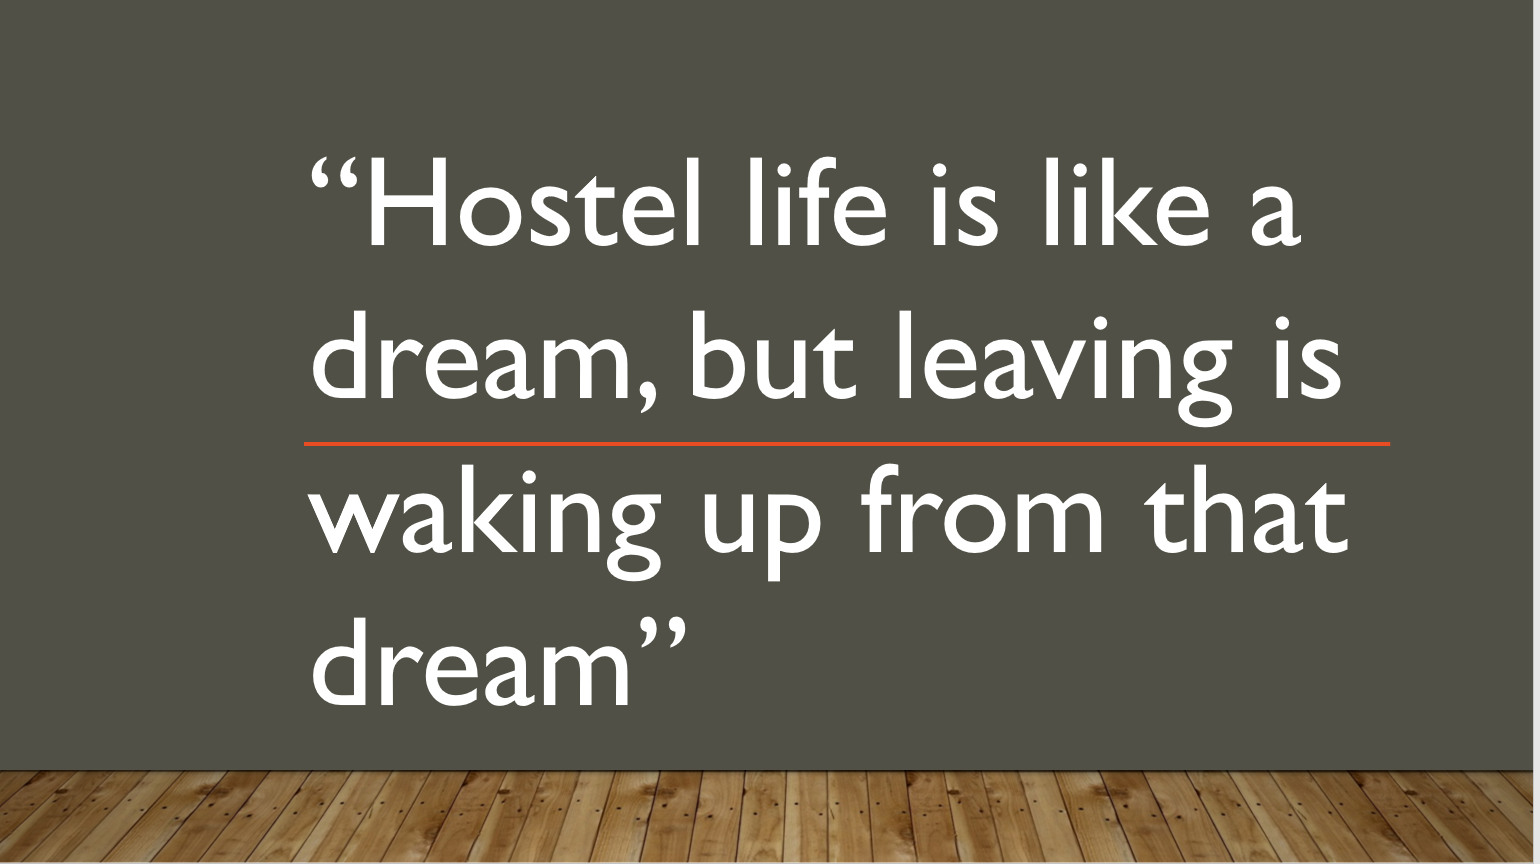 “Hostel life is like a
dream, but leaving is
waking up from that
dream”